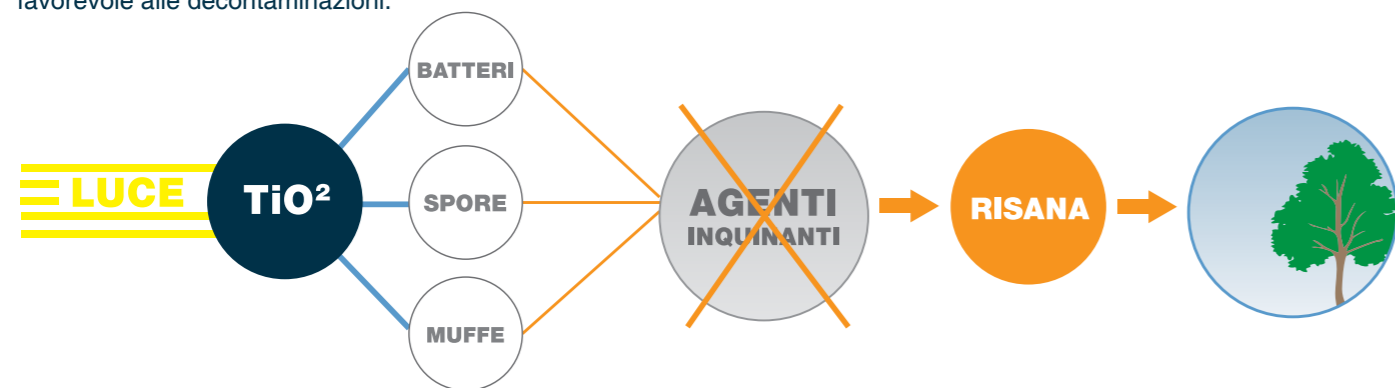 favorevole alle decontaminazioni.
BATTERI
LUCE
TiO²
SPORE
MUFFE
AGENTI
INQUINANTI
RISANA